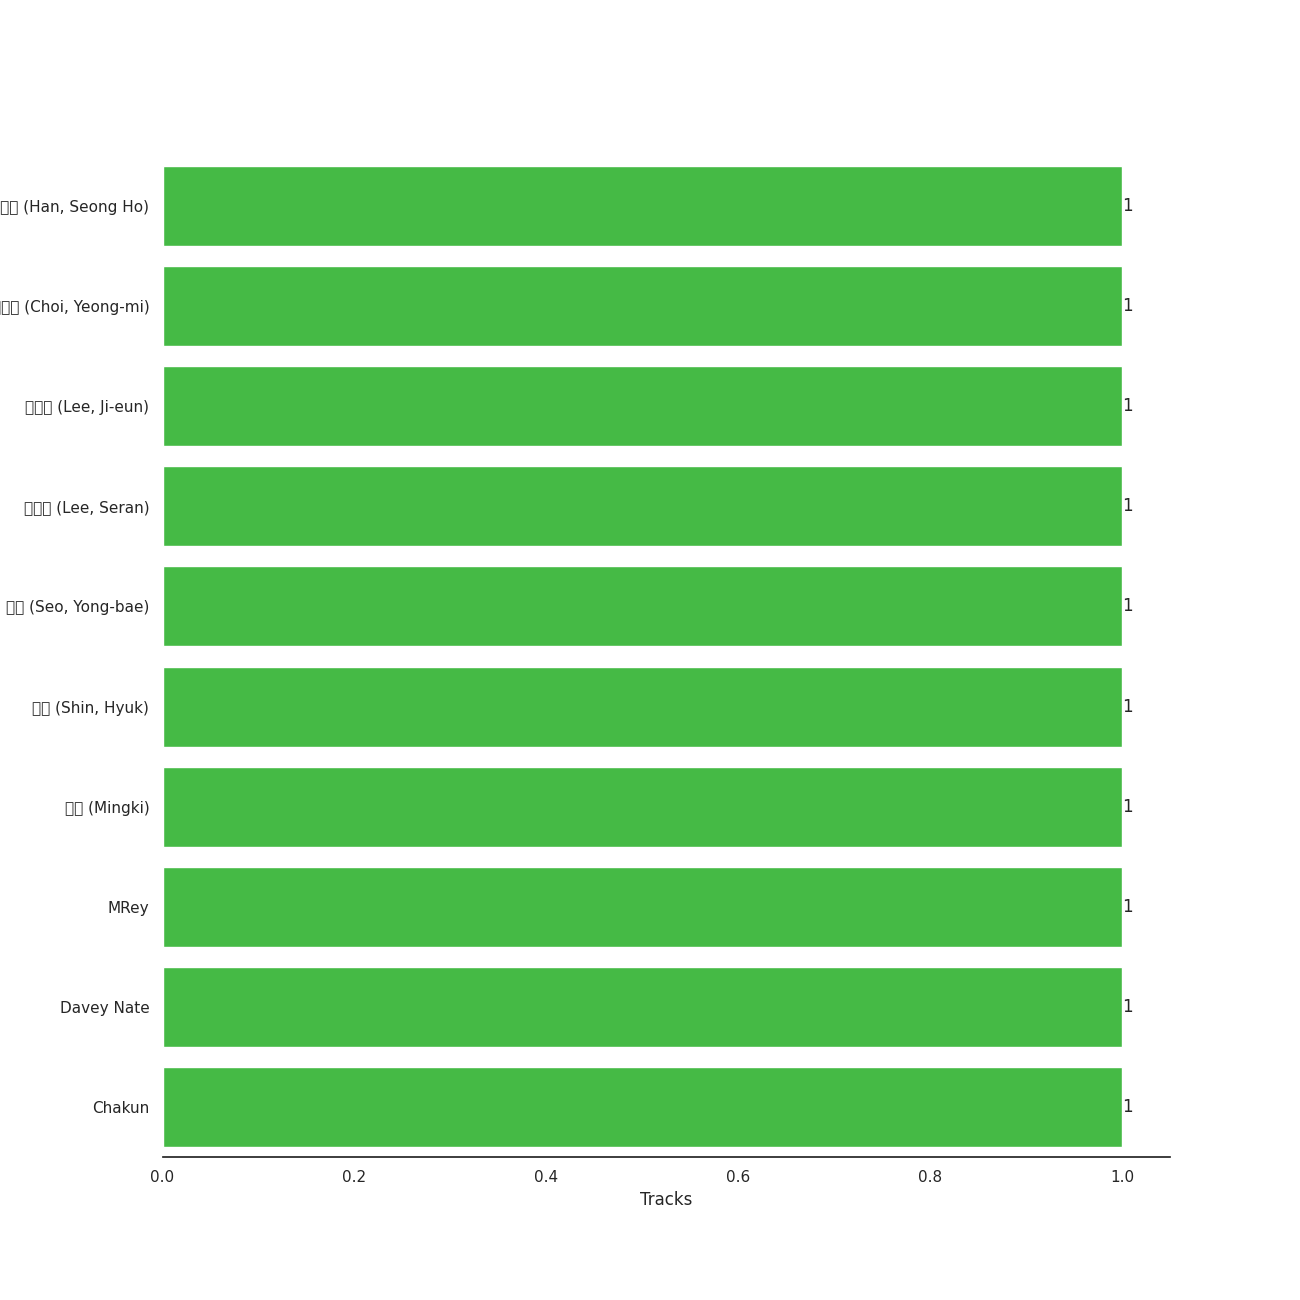 (Han, Seong Ho)
(Choi, Yeong-mi)
(Lee, Ji-eun)
(Lee, Seran)
(Seo, Yong-bae)
(Shin, Hyuk)
(Mingki)
MRey
Davey Nate
Chakun
1
1
1
1
1
1
1
1
1
1
0.0 0.2 0.4 0.6 0.8 1.0
Tracks